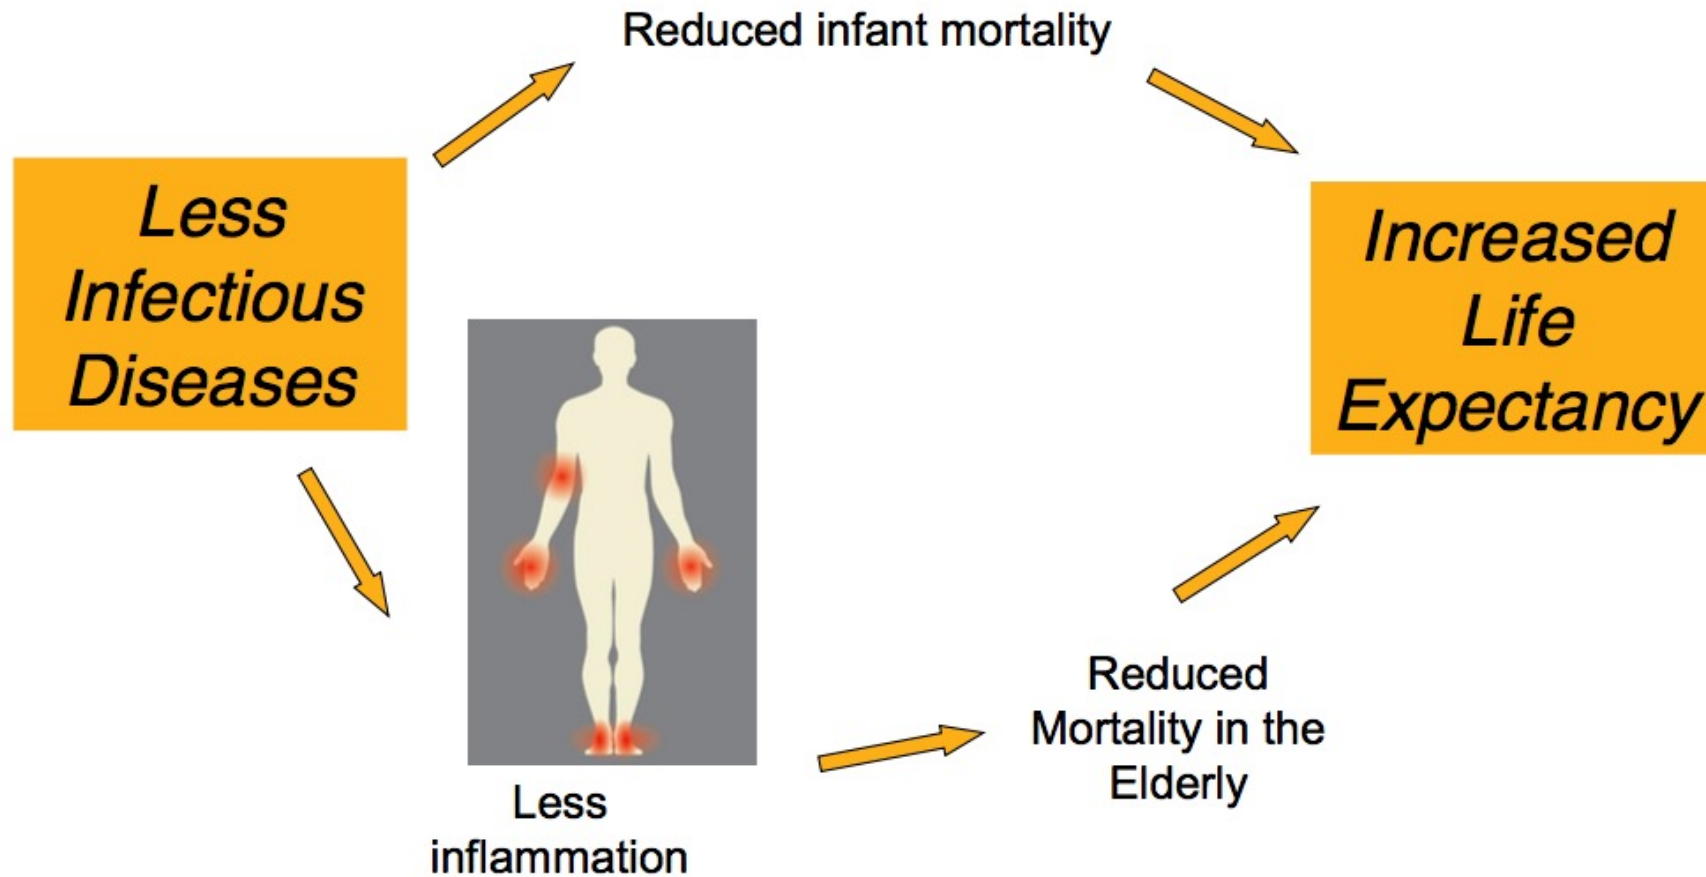 Reduced infant mortality
Less
Infectious
Diseases
Increased
Life
Expectancy
Less
inflammation
Reduced
Mortality in the
Elderly